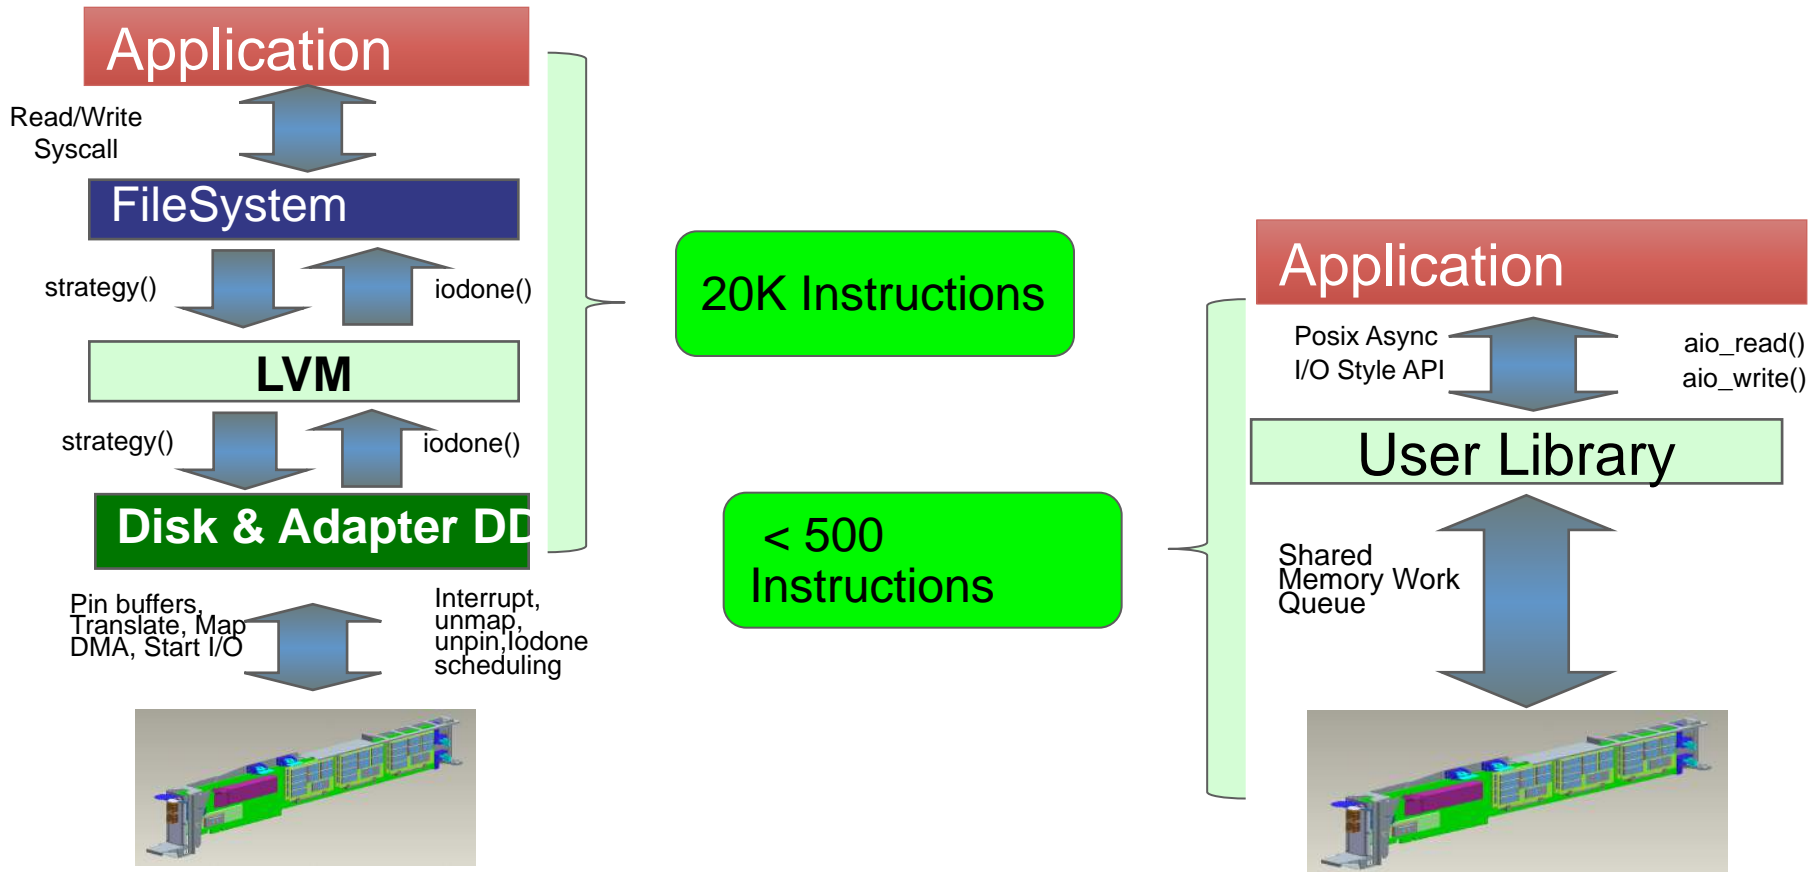 Application
Read/Write
Syscall
FileSystem
strategy()
iodone()
LVM
strategy()
iodone()
Disk & Adapter DD
Pin buffers,
Translate, Map
DMA, Start I/O
Interrupt,
unmap,
unpin,Iodone
scheduling
20K Instructions
< 500
Instructions
Application
Posix Async
I/O Style API
aio_read()
aio_write()
User Library
Shared
Memory Work
Queue